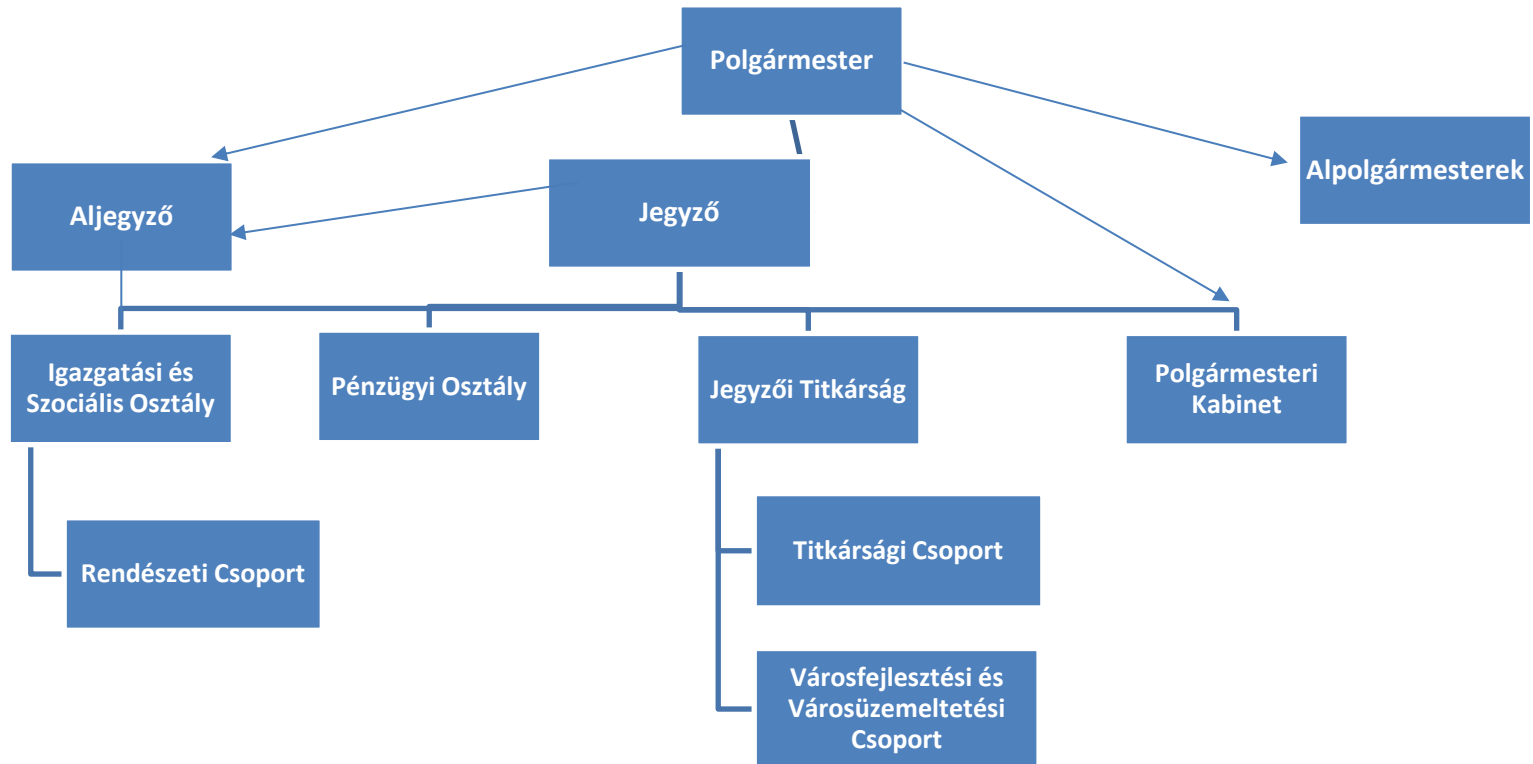 Polgármester
Alpolgármesterek
Aljegyző
Jegyző
Igazgatási és
Szociális Osztály
Pénzügyi Osztály
Jegyzői Titkárság
Polgármesteri
Kabinet
Rendészeti Csoport
Titkársági Csoport
Városfejlesztési és
Városüzemeltetési
Csoport